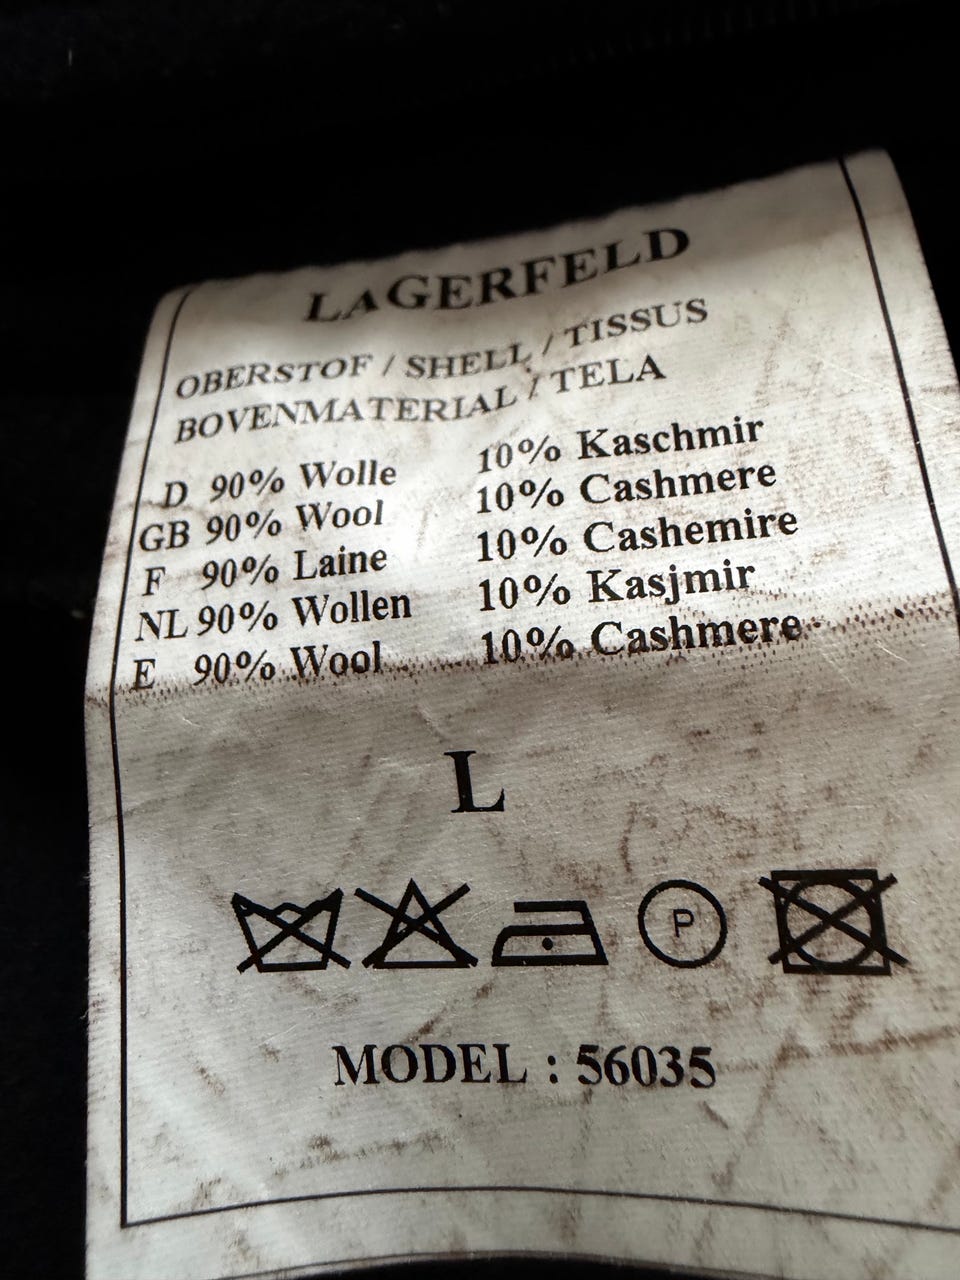 LAGERFELD
OBERSTOF / SHELL / TISSUS
BOVENMATERIAL / TELA
D 90% Wolle 10% Kaschmir
GB 90% Wool 10% Cashmere
F 90% Laine 10% Cashemire
NL 90% Wollen 10% Kasjmir
E 90% Wool 10% Cashmere
L
P
MODEL : 56035